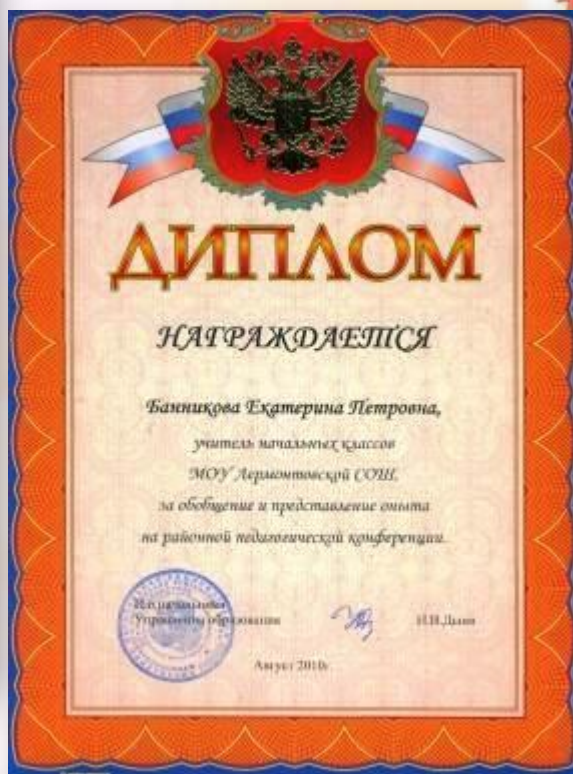 ДИПЛОМ
НАГРАЖДАЕТСЯ
Банникова Екатерина Петровна,
учитель начальных классов
МОУ Лермонтовской СОШ,
за обобщение и представление опыта
на районной педагогической конференции.
И.о.начальника
Управления образования
Август 2010г